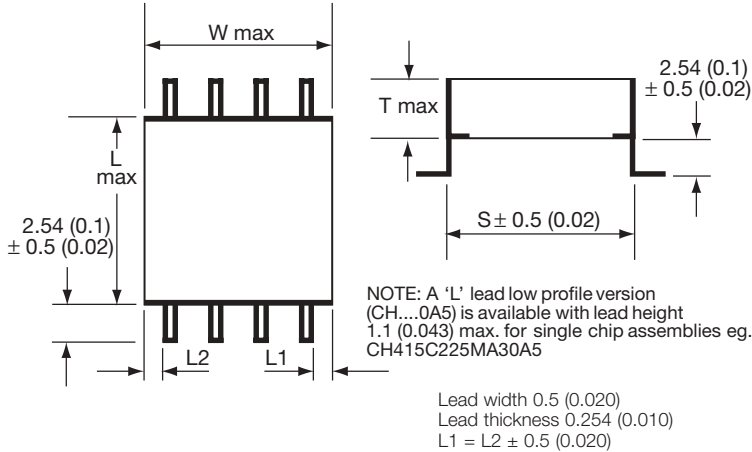 W max
L
max
2.54 (0.1)
± 0.5 (0.02)
L2
L1
T max
2.54 (0.1)
± 0.5 (0.02)
S± 0.5 (0.02)
NOTE: A ‘L’ lead low profile version
(CH....0A5) is available with lead height
1.1 (0.043) max. for single chip assemblies eg.
CH415C225MA30A5
Lead width 0.5 (0.020)
Lead thickness 0.254 (0.010)
L1 = L2 ± 0.5 (0.020)